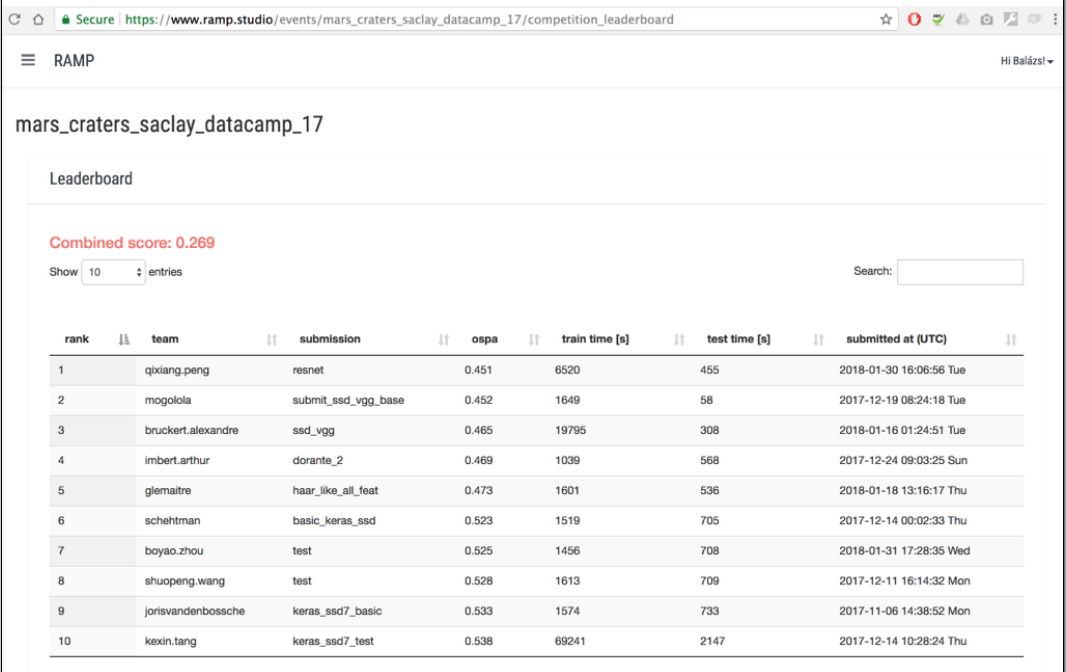 Secure https://www.ramp.studio/events/mars_craters_saclay_datacamp_17/competition_leaderboard
RAMP Hi Balázs!
mars_craters_saclay_datacamp_17
Leaderboard
Combined score: 0.269
Show 10 entries Search:
rank team submission ospa train time [s] test time [s] submitted at (UTC)
1 qixiang.peng resnet 0.451 6520 455 2018-01-30 16:06:56 Tue
2 mogolola submit_ssd_vgg_base 0.452 1649 58 2017-12-19 08:24:18 Tue
3 bruckert.alexandre ssd_vgg 0.465 19795 308 2018-01-16 01:24:51 Tue
4 imbert.arthur dorante_2 0.469 1039 568 2017-12-24 09:03:25 Sun
5 glemaitre haar_like_all_feat 0.473 1601 536 2018-01-18 13:16:17 Thu
6 schehtman basic_keras_ssd 0.523 1519 705 2017-12-14 00:02:33 Thu
7 boyao.zhou test 0.525 1456 708 2018-01-31 17:28:35 Wed
8 shuopeng.wang test 0.528 1613 709 2017-12-11 16:14:32 Mon
9 jorisvandenbossche keras_ssd7_basic 0.533 1574 733 2017-11-06 14:38:52 Mon
10 kexin.tang keras_ssd7_test 0.538 69241 2147 2017-12-14 10:28:24 Thu